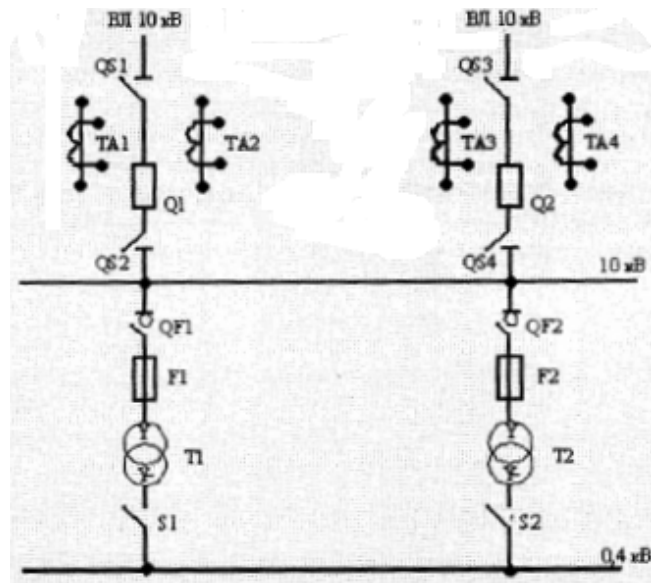 ВЛ 10 кВ
ВЛ 10 кВ
QS1
QS3
TA1
TA2
TA3
TA4
Q1
Q2
QS2
QS4
10 кВ
QF1
QF2
F1
F2
T1
T2
S1
S2
0,4 кВ